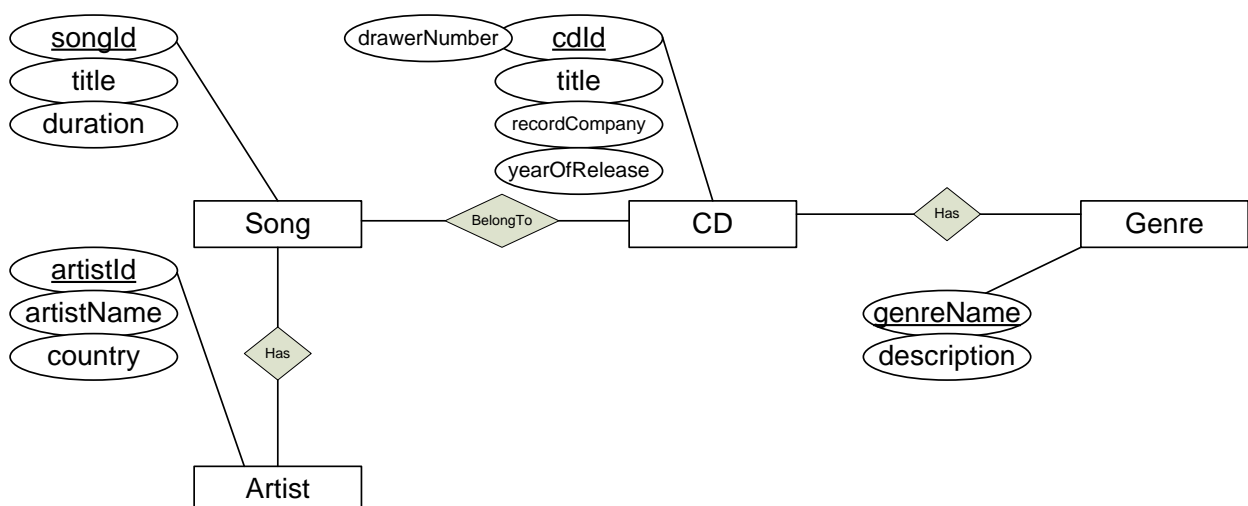 songId
title
duration
drawerNumber
cdId
title
recordCompany
yearOfRelease
Song
BelongTo
CD
Has
Genre
artistId
artistName
country
Has
genreName
description
Artist